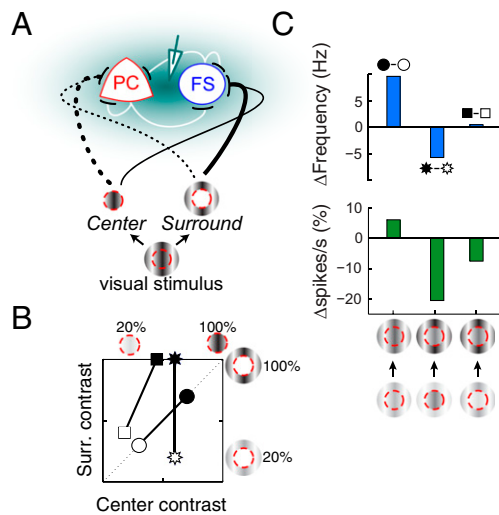 A
PC
FS
Center
Surround
visual stimulus
B
20%
100%
100%
20%
Surr. contrast
Center contrast
C
ΔFrequency (Hz)
5
0
−5
Δspikes/s (%)
10
0
−10
−20